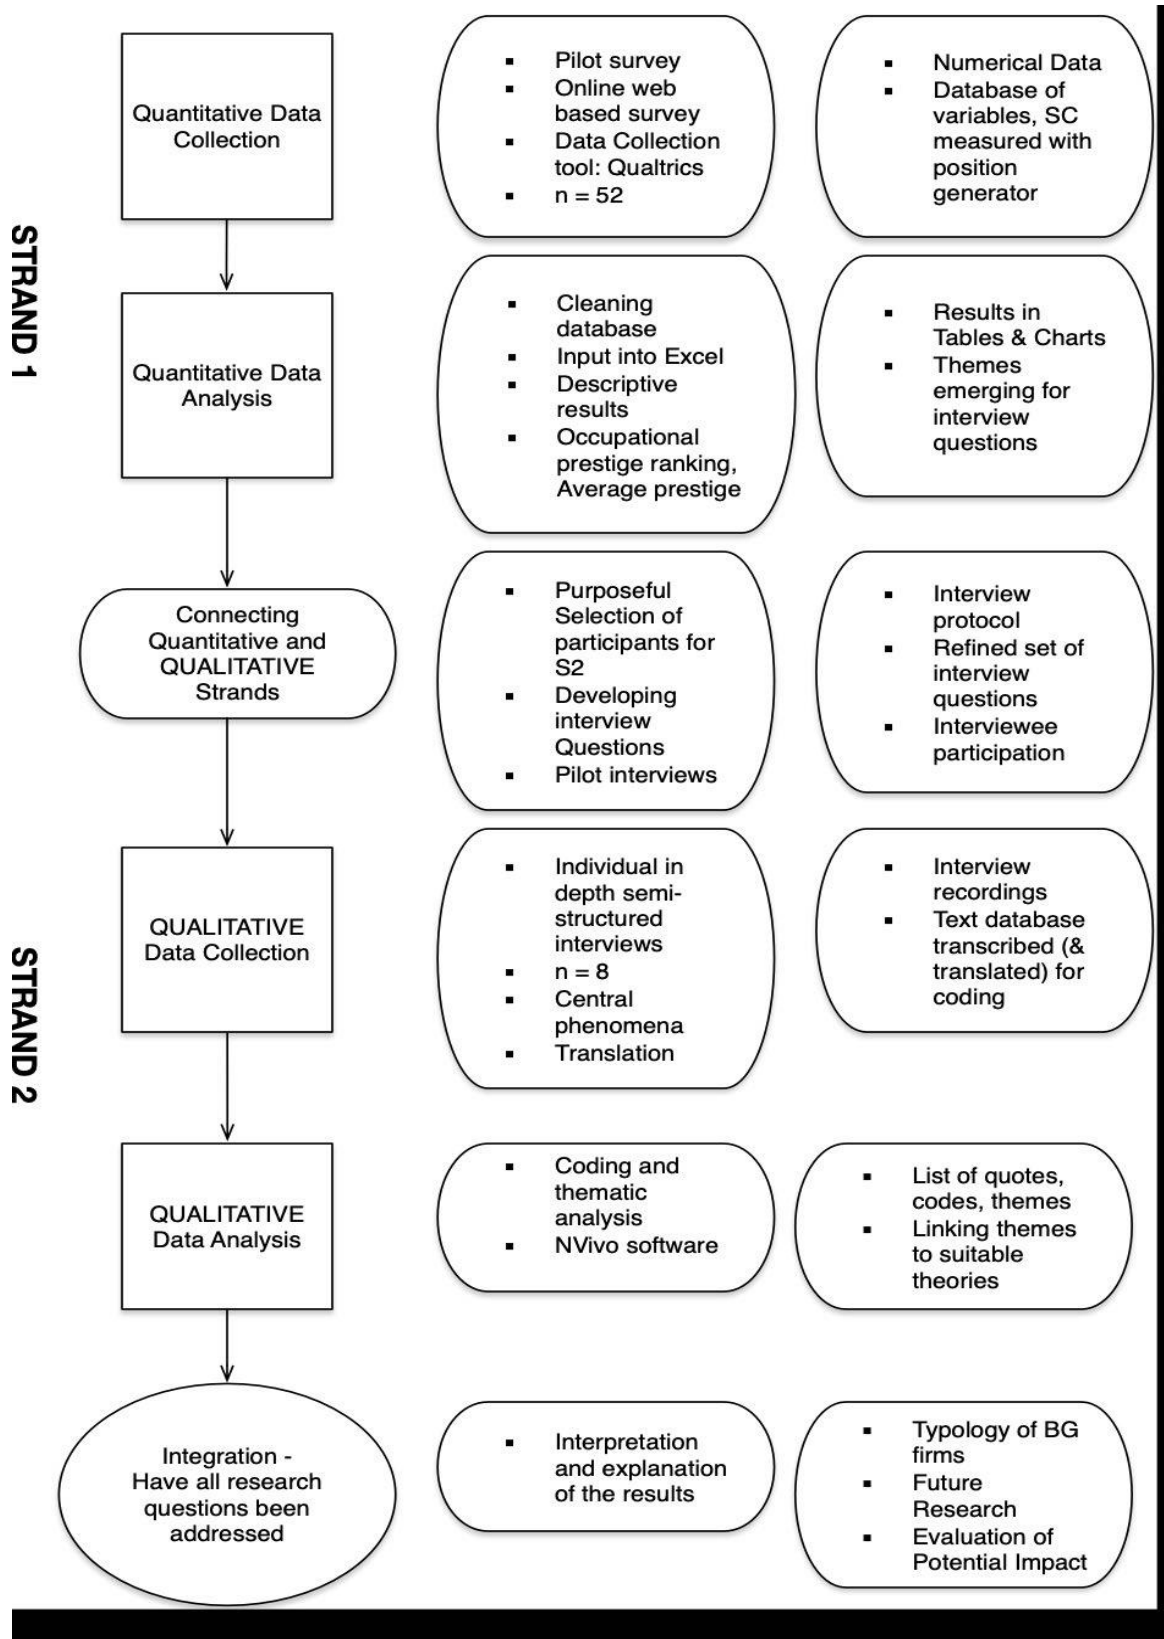 STRAND 1
Quantitative Data
Collection
▪ Pilot survey
▪ Online web
based survey
▪ Data Collection
tool: Qualtrics
▪ n = 52
▪ Numerical Data
▪ Database of
variables, SC
measured with
position
generator
Quantitative Data
Analysis
▪ Cleaning
database
▪ Input into Excel
▪ Descriptive
results
▪ Occupational
prestige ranking,
Average prestige
▪ Results in
Tables & Charts
▪ Themes
emerging for
interview
questions
Connecting
Quantitative and
QUALITATIVE
Strands
▪ Purposeful
Selection of
participants for
S2
▪ Developing
interview
Questions
▪ Pilot interviews
▪ Interview
protocol
▪ Refined set of
interview
questions
▪ Interviewee
participation
STRAND 2
QUALITATIVE
Data Collection
▪ Individual in
depth semi-
structured
interviews
▪ n = 8
▪ Central
phenomena
▪ Translation
▪ Interview
recordings
▪ Text database
transcribed (&
translated) for
coding
QUALITATIVE
Data Analysis
▪ Coding and
thematic
analysis
▪ NVivo software
▪ List of quotes,
codes, themes
▪ Linking themes
to suitable
theories
Integration -
Have all research
questions been
addressed
▪ Interpretation
and explanation
of the results
▪ Typology of BG
firms
▪ Future
Research
▪ Evaluation of
Potential Impact